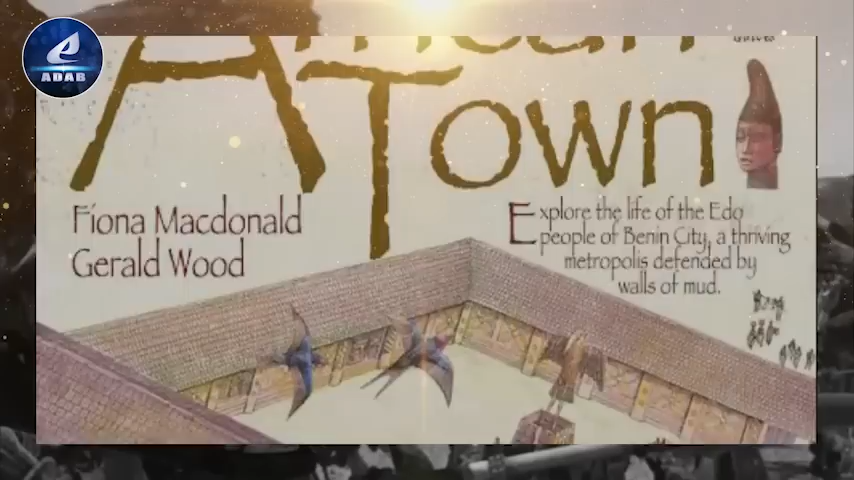 ADAB
African
A Town
Fiona Macdonald
Gerald Wood
Explore the life of the Edo
people of Benin City, a thriving
metropolis defended by
walls of mud.